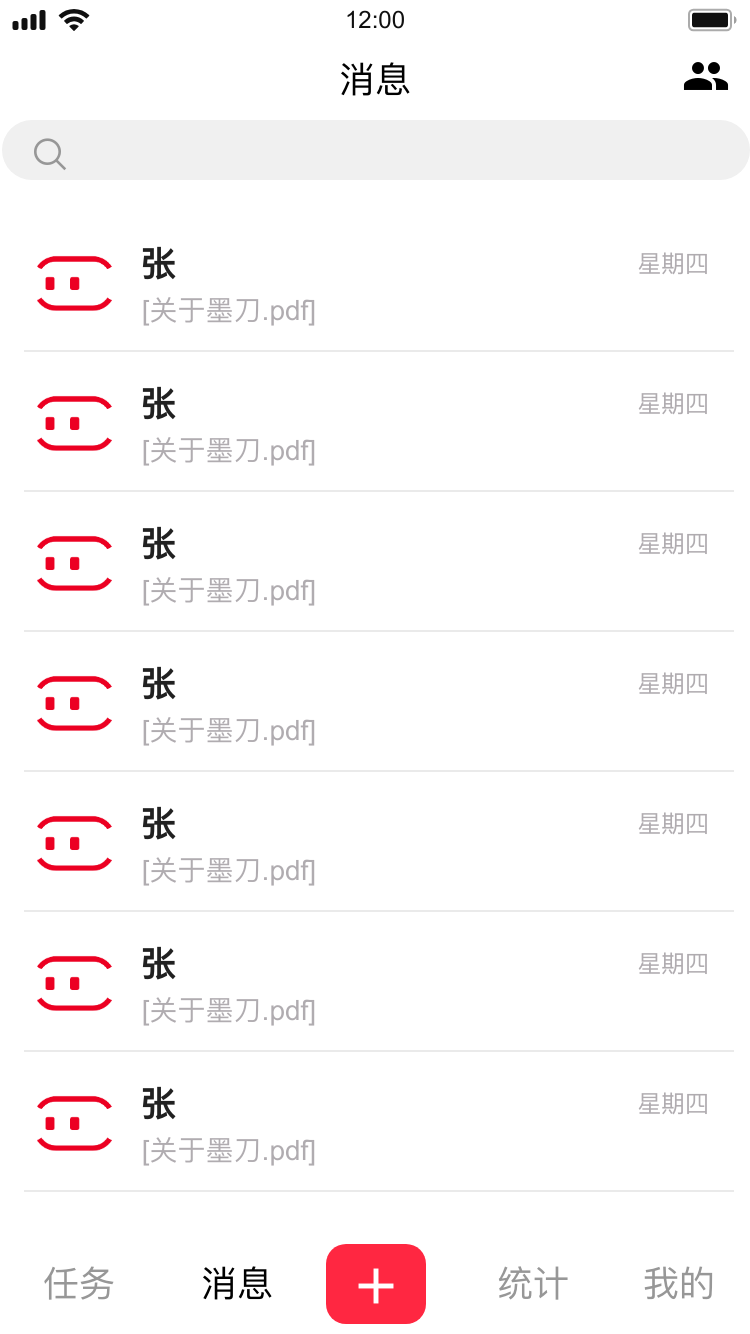 12:00
消息
张
星期四
[关于墨刀.pdf]
张
星期四
[关于墨刀.pdf]
张
星期四
[关于墨刀.pdf]
张
星期四
[关于墨刀.pdf]
张
星期四
[关于墨刀.pdf]
张
星期四
[关于墨刀.pdf]
张
星期四
[关于墨刀.pdf]
任务 消息 + 统计 我的